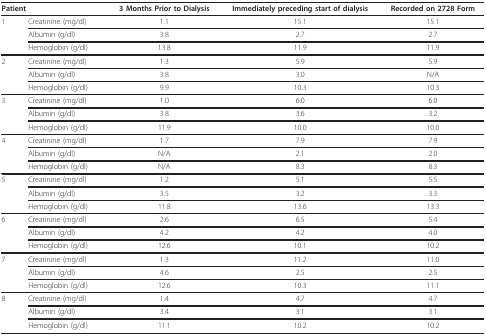 Patient 3 Months Prior to Dialysis Immediately preceding start of dialysis Recorded on 2728 Form
1 Creatinine (mg/dl) 1.1 15.1 15.1
Albumin (g/dl) 3.8 2.7 2.7
Hemoglobin (g/dl) 13.8 11.9 11.9
2 Creatinine (mg/dl) 1.3 5.9 5.9
Albumin (g/dl) 3.8 3.0 N/A
Hemoglobin (g/dl) 9.9 10.3 10.3
3 Creatinine (mg/dl) 1.0 6.0 6.0
Albumin (g/dl) 3.8 3.6 3.2
Hemoglobin (g/dl) 11.9 10.0 10.0
4 Creatinine (mg/dl) 1.7 7.9 7.9
Albumin (g/dl) N/A 2.1 2.0
Hemoglobin (g/dl) N/A 8.3 8.3
5 Creatinine (mg/dl) 1.2 5.1 5.5
Albumin (g/dl) 3.5 3.2 3.3
Hemoglobin (g/dl) 11.8 13.6 13.3
6 Creatinine (mg/dl) 2.6 6.5 5.4
Albumin (g/dl) 4.2 4.2 4.0
Hemoglobin (g/dl) 12.6 10.1 10.2
7 Creatinine (mg/dl) 1.3 11.2 11.0
Albumin (g/dl) 4.6 2.5 2.5
Hemoglobin (g/dl) 12.6 10.3 11.1
8 Creatinine (mg/dl) 1.4 4.7 4.7
Albumin (g/dl) 3.4 3.1 3.1
Hemoglobin (g/dl) 11.1 10.2 10.2